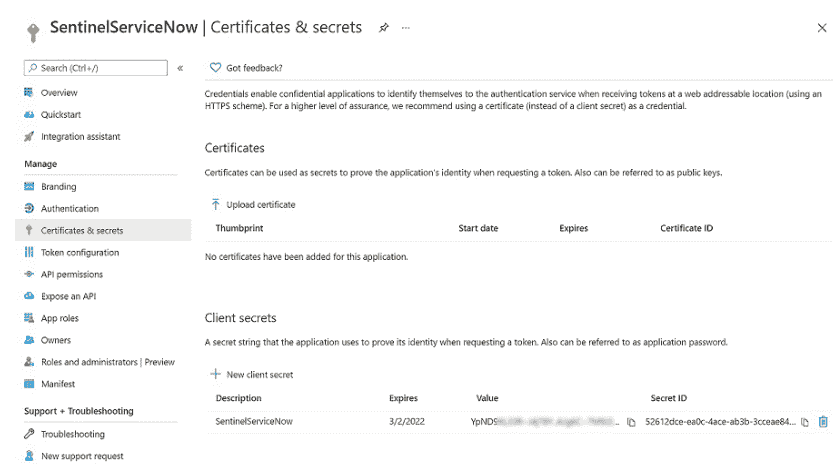 SentinelServiceNow | Certificates & secrets
Search (Ctrl+/)
Overview
Quickstart
Integration assistant
Manage
Branding
Authentication
Certificates & secrets
Token configuration
API permissions
Expose an API
App roles
Owners
Roles and administrators | Preview
Manifest
Support + Troubleshooting
Troubleshooting
New support request
Got feedback?
Credentials enable confidential applications to identify themselves to the authentication service when receiving tokens at a web addressable location (using an
HTTPS scheme). For a higher level of assurance, we recommend using a certificate (instead of a client secret) as a credential.
Certificates
Certificates can be used as secrets to prove the application's identity when requesting a token. Also can be referred to as public keys.
Upload certificate
Thumbprint Start date Expires Certificate ID
No certificates have been added for this application.
Client secrets
A secret string that the application uses to prove its identity when requesting a token. Also can be referred to as application password.
New client secret
Description Expires Value Secret ID
SentinelServiceNow 3/2/2022 52612dce-ea0c-4ace-ab3b-3cceae84...